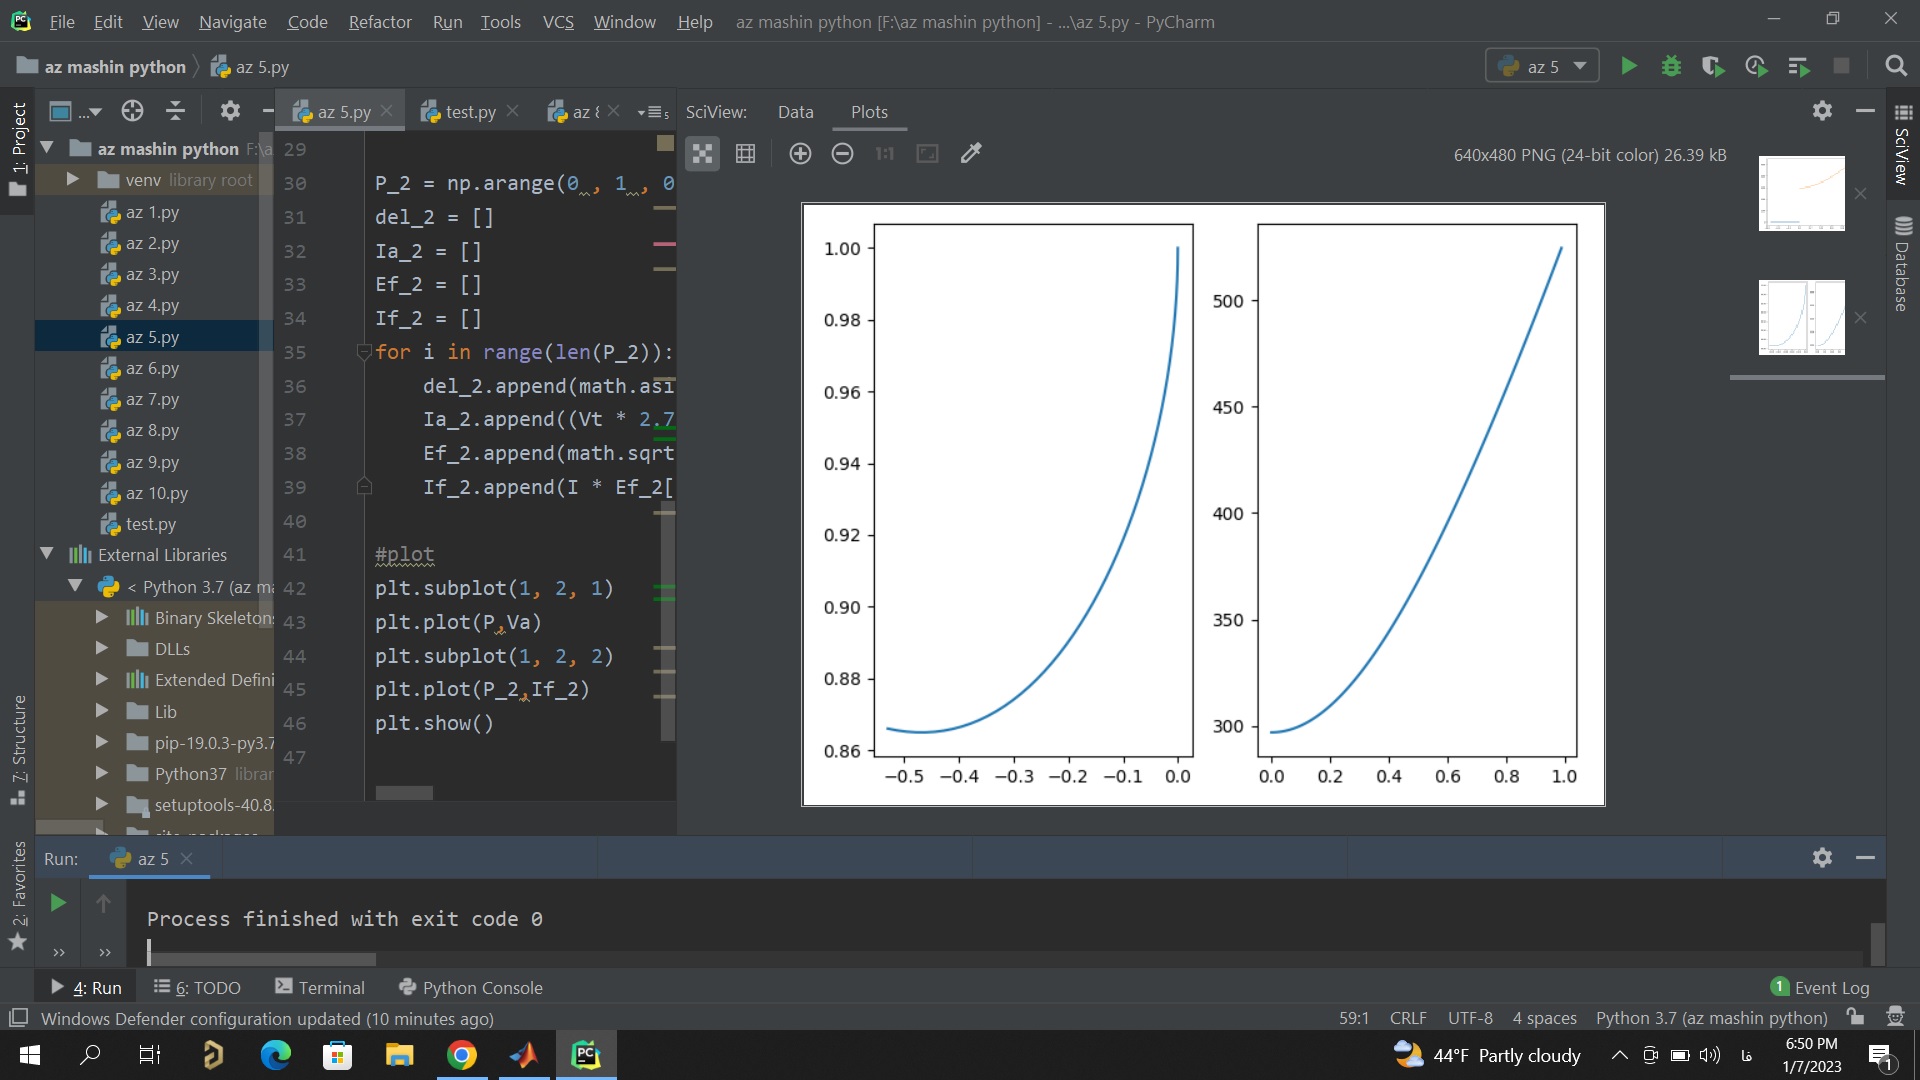 File Edit View Navigate Code Refactor Run Tools VCS Window Help az mashin python [F:\az mashin python] - ...\az 5.py - PyCharm
az mashin python az 5.py
az 5
1: Project
...
az 5.py
test.py
az
5
SciView: Data Plots
az mashin python F:\a
venv library root
az 1.py
az 2.py
az 3.py
az 4.py
az 5.py
az 6.py
az 7.py
az 8.py
az 9.py
az 10.py
test.py
External Libraries
< Python 3.7 (az ma
Binary Skeletons
DLLs
Extended Defini
Lib
pip-19.0.3-py3.7
Python37 librar
setuptools-40.8.
29
30 P_2 = np.arange(0 , 1 , 0
31 del_2 = []
32 Ia_2 = []
33 Ef_2 = []
34 If_2 = []
35 for i in range(len(P_2)):
36 del_2.append(math.asi
37 Ia_2.append((Vt * 2.7
38 Ef_2.append(math.sqrt
39 If_2.append(I * Ef_2[
40
41 #plot
42 plt.subplot(1, 2, 1)
43 plt.plot(P,Va)
44 plt.subplot(1, 2, 2)
45 plt.plot(P_2,If_2)
46 plt.show()
47
1:1
640x480 PNG (24-bit color) 26.39 kB
1.00
0.98
0.96
0.94
0.92
0.90
0.88
0.86
−0.5 −0.4 −0.3 −0.2 −0.1 0.0
500
450
400
350
300
0.0 0.2 0.4 0.6 0.8 1.0
SciView
Database
7: Structure
2: Favorites
Run: az 5
Process finished with exit code 0
4: Run 6: TODO Terminal Python Console
1 Event Log
Windows Defender configuration updated (10 minutes ago)
59:1 CRLF UTF-8 4 spaces Python 3.7 (az mashin python)
PC
44°F Partly cloudy
فا
6:50 PM
1/7/2023
1